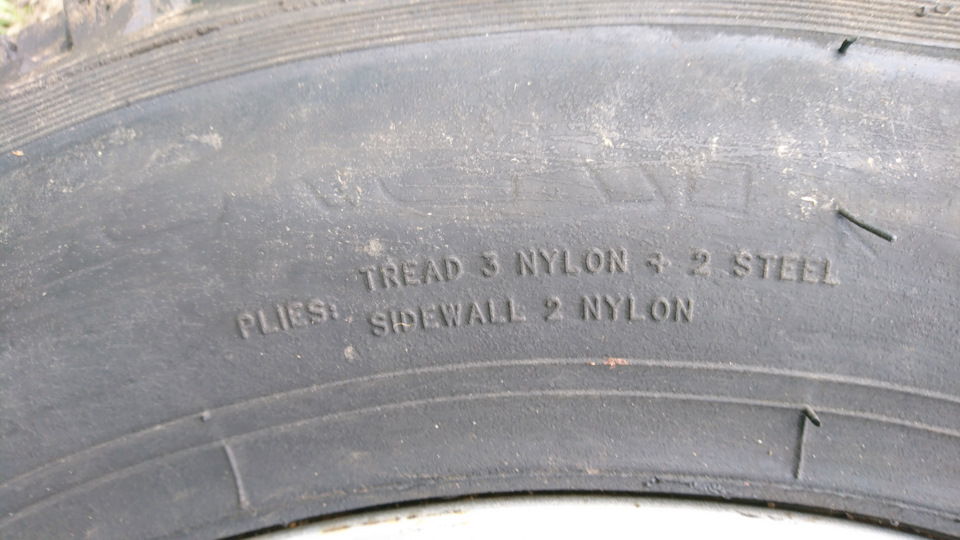 PLIES: TREAD 3 NYLON + 2 STEEL
SIDEWALL 2 NYLON